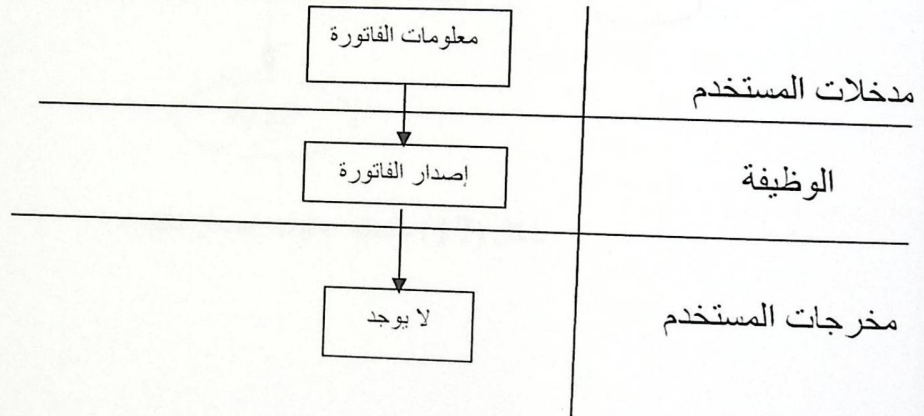 معلومات الفاتورة
مدخلات المستخدم
إصدار الفاتورة
الوظيفة
لا يوجد
مخرجات المستخدم